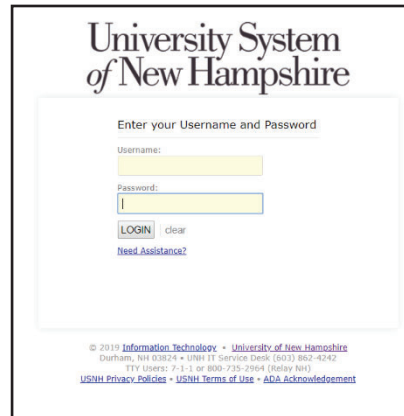 University System
of New Hampshire
Enter your Username and Password
Username:
Password:
LOGIN | clear
Need Assistance?
© 2019 Information Technology • University of New Hampshire
Durham, NH 03824 • UNH IT Service Desk (603) 862-4242
TTY Users: 7-1-1 or 800-735-2964 (Relay NH)
USNH Privacy Policies • USNH Terms of Use • ADA Acknowledgement